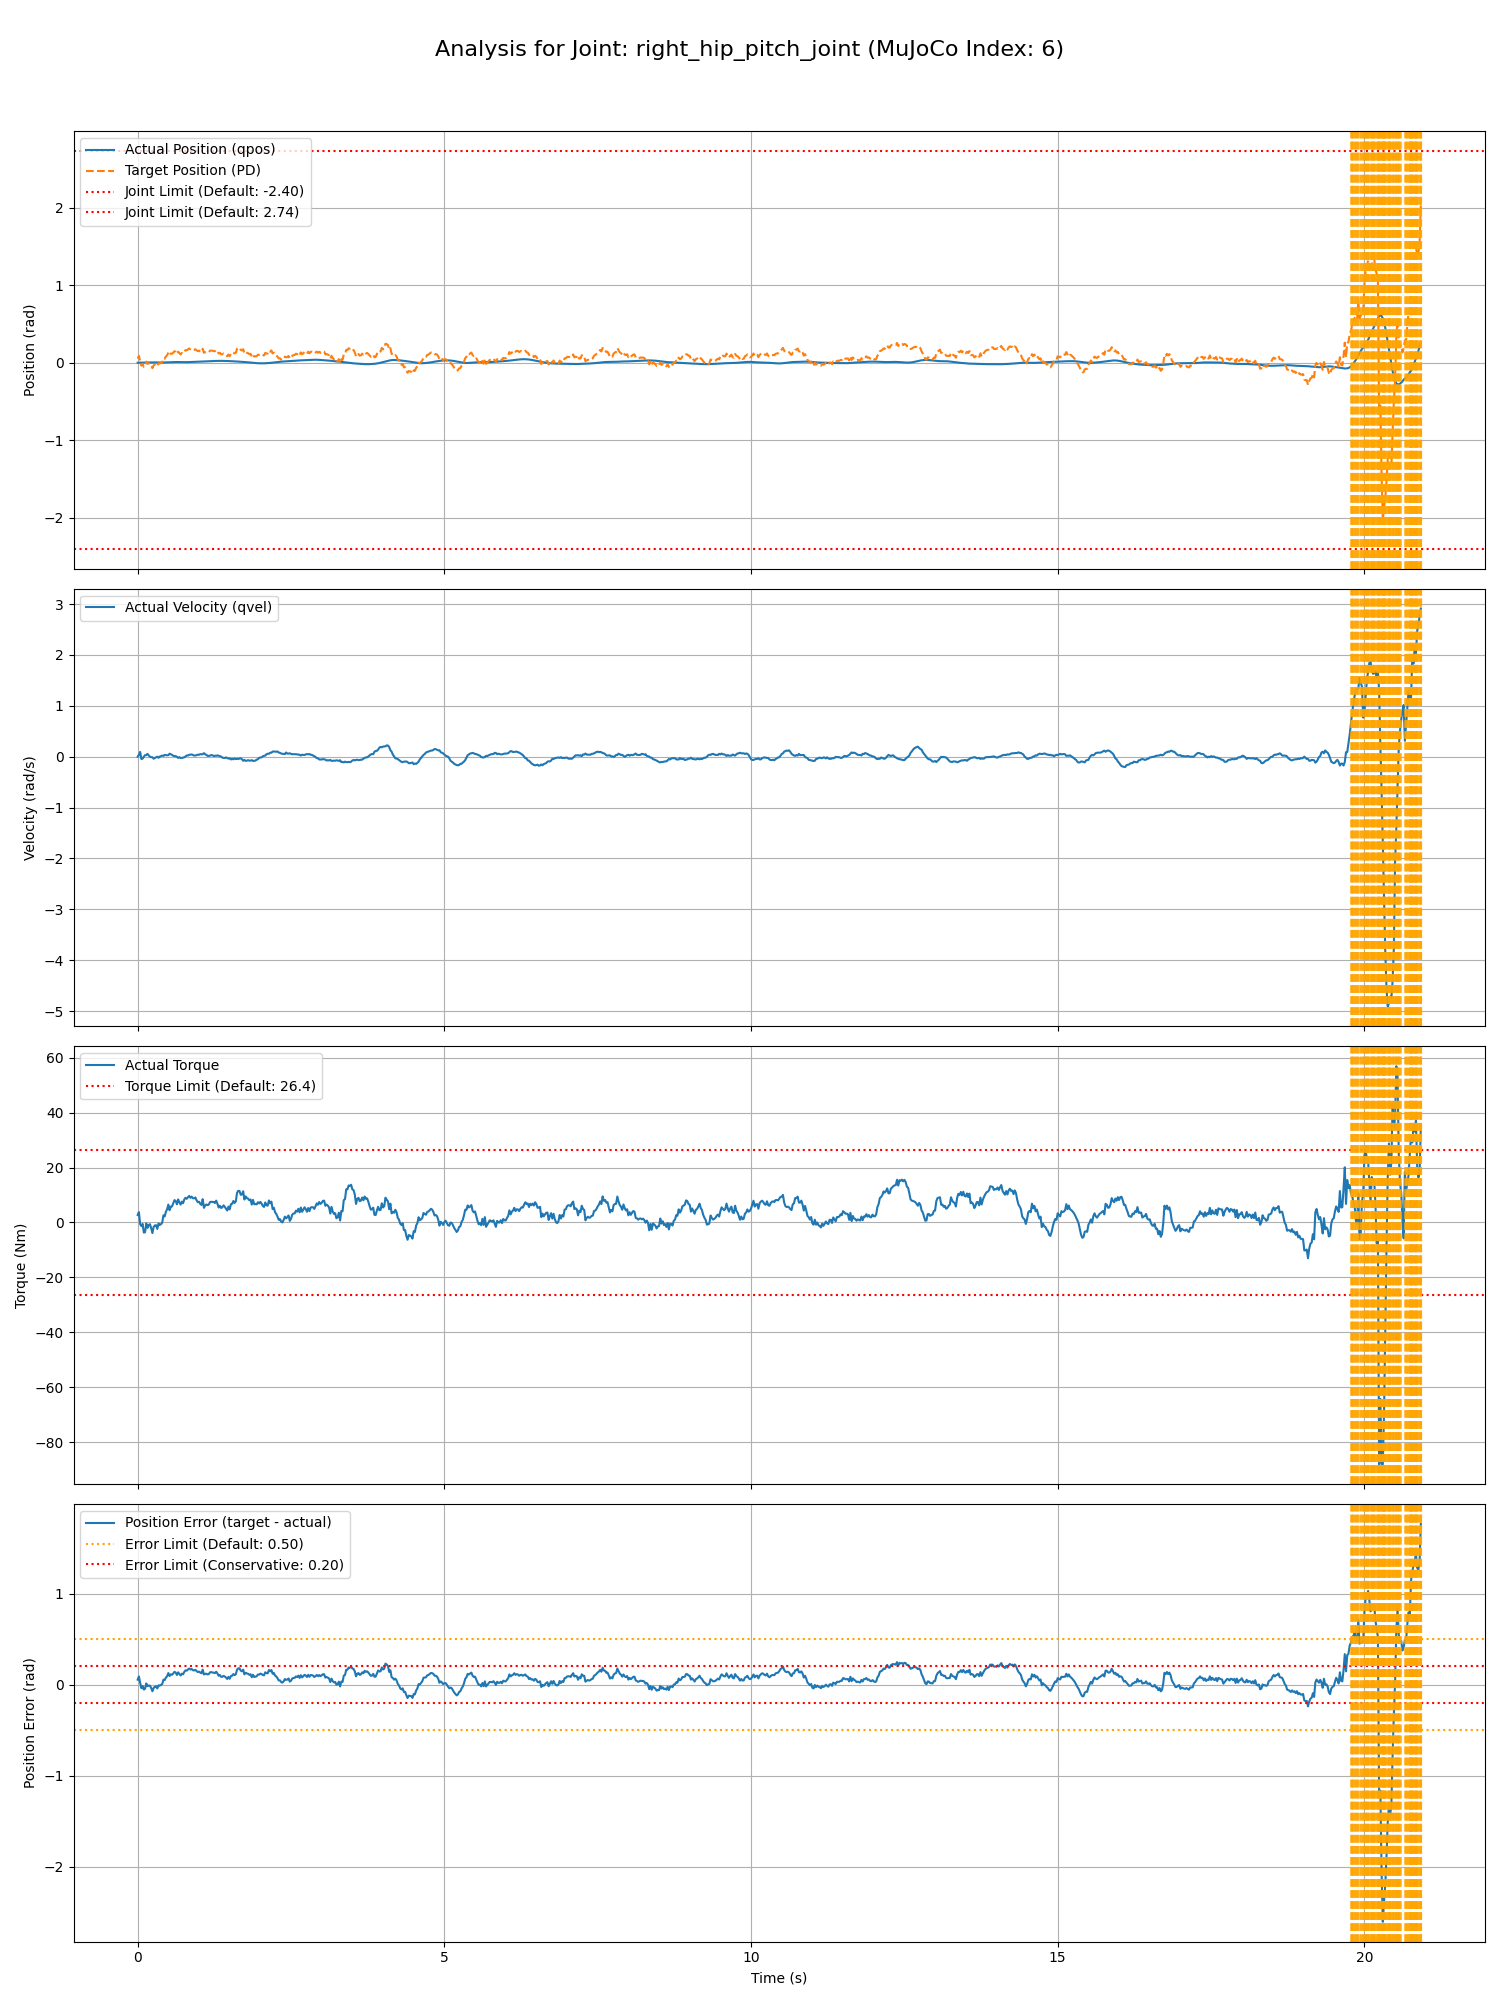 Analysis for Joint: right_hip_pitch_joint (MuJoCo Index: 6)
Actual Position (qpos)
Target Position (PD)
Joint Limit (Default: -2.40)
Joint Limit (Default: 2.74)
Position (rad)
2
1
0
−1
−2
Actual Velocity (qvel)
Velocity (rad/s)
3
2
1
0
−1
−2
−3
−4
−5
Actual Torque
Torque Limit (Default: 26.4)
Torque (Nm)
60
40
20
0
−20
−40
−60
−80
Position Error (target - actual)
Error Limit (Default: 0.50)
Error Limit (Conservative: 0.20)
Position Error (rad)
1
0
−1
−2
0 5 10 15 20
Time (s)